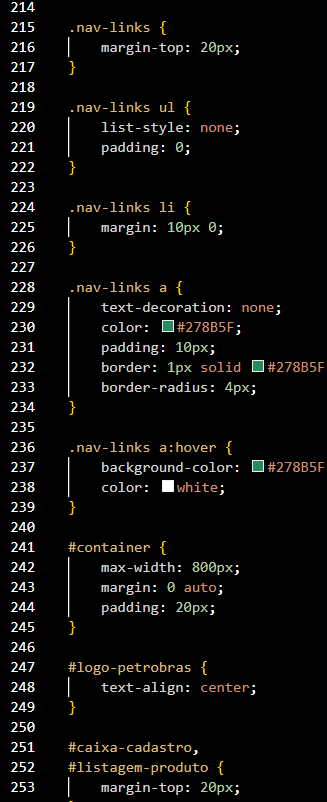 214
215 .nav-links {
216 margin-top: 20px;
217 }
218
219 .nav-links ul {
220 list-style: none;
221 padding: 0;
222 }
223
224 .nav-links li {
225 margin: 10px 0;
226 }
227
228 .nav-links a {
229 text-decoration: none;
230 color: #278B5F;
231 padding: 10px;
232 border: 1px solid #278B5F
233 border-radius: 4px;
234 }
235
236 .nav-links a:hover {
237 background-color: #278B5F
238 color: white;
239 }
240
241 #container {
242 max-width: 800px;
243 margin: 0 auto;
244 padding: 20px;
245 }
246
247 #logo-petrobras {
248 text-align: center;
249 }
250
251 #caixa-cadastro,
252 #listagem-produto {
253 margin-top: 20px;